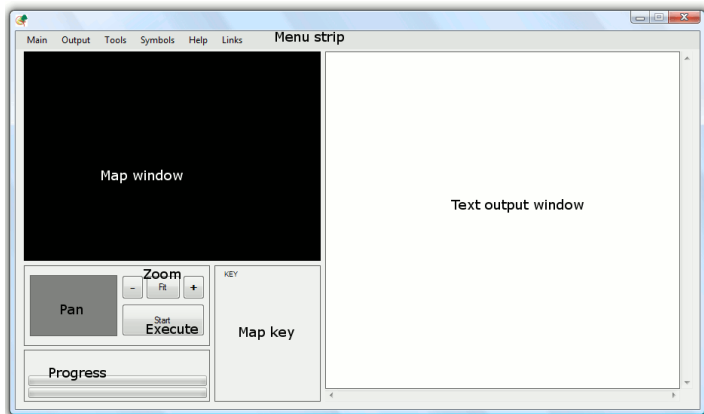 Main Output Tools Symbols Help Links Menu strip
Map window
Text output window
Zoom
- Fit +
Pan
Start
Execute
KEY
Map key
Progress